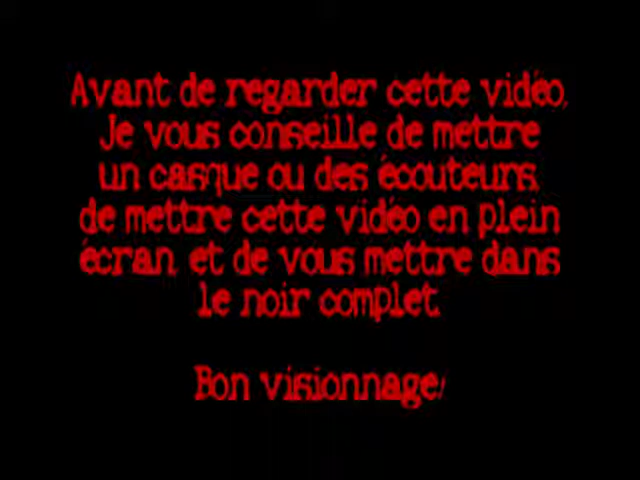 Avant de regarder cette vidéo,
Je vous conseille de mettre
un casque ou des écouteurs,
de mettre cette vidéo en plein
écran, et de vous mettre dans
le noir complet.
Bon visionnage!